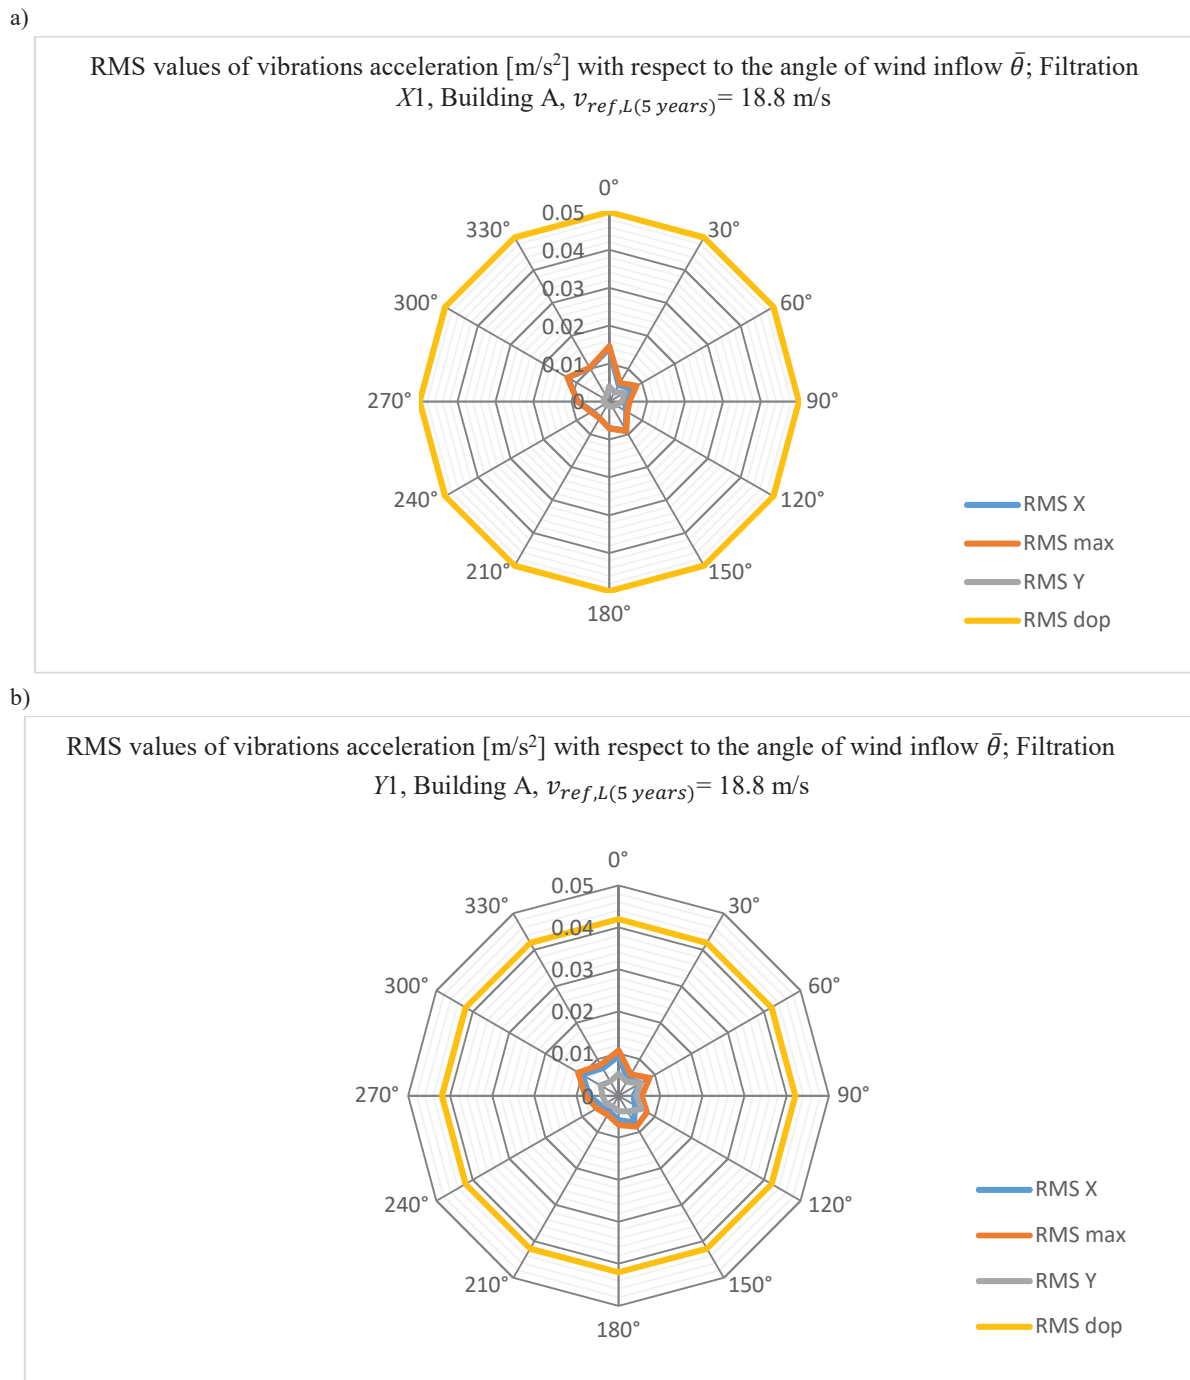 a)
RMS values of vibrations acceleration [m/s²] with respect to the angle of wind inflow θ̄; Filtration
X1, Building A, v_ref,L(5 years)= 18.8 m/s
0°
0.05
330°
30°
0.04
0.03
300°
60°
0.02
0.01
270°
0
90°
240°
120°
RMS X
RMS max
210°
150°
RMS Y
180°
RMS dop
b)
RMS values of vibrations acceleration [m/s²] with respect to the angle of wind inflow θ̄; Filtration
Y1, Building A, v_ref,L(5 years)= 18.8 m/s
0°
0.05
330°
30°
0.04
0.03
300°
60°
0.02
0.01
270°
0
90°
240°
120°
RMS X
RMS max
210°
150°
RMS Y
180°
RMS dop